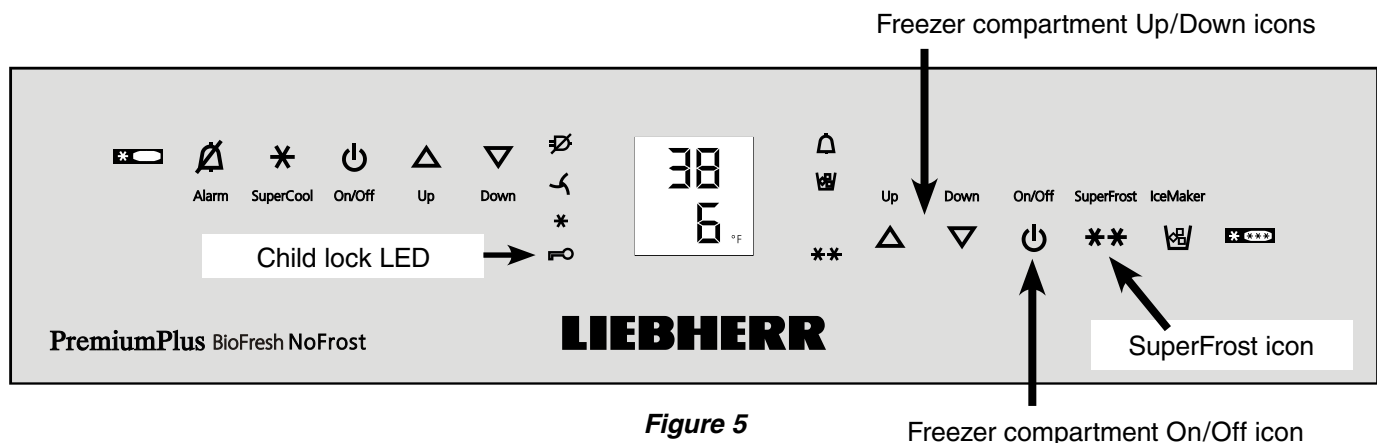 Freezer compartment Up/Down icons
Alarm SuperCool On/Off Up Down
38
6 °F
Up Down On/Off SuperFrost IceMaker
Child lock LED
PremiumPlus BioFresh NoFrost
LIEBHERR
SuperFrost icon
Figure 5
Freezer compartment On/Off icon